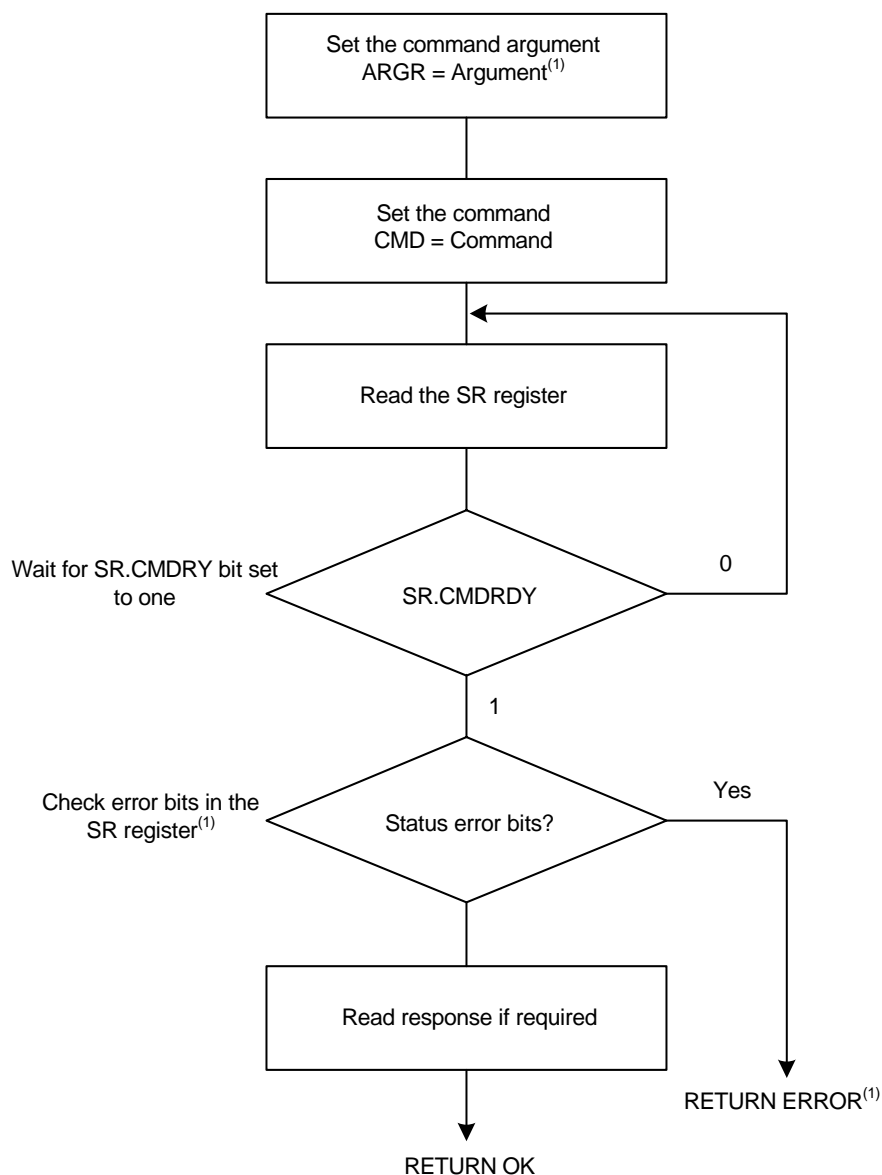 Set the command argument
ARGR = Argument(1)
Set the command
CMD = Command
Read the SR register
Wait for SR.CMDRY bit set
to one
SR.CMDRDY
0
1
Check error bits in the
SR register(1)
Status error bits?
Yes
Read response if required
RETURN ERROR(1)
RETURN OK